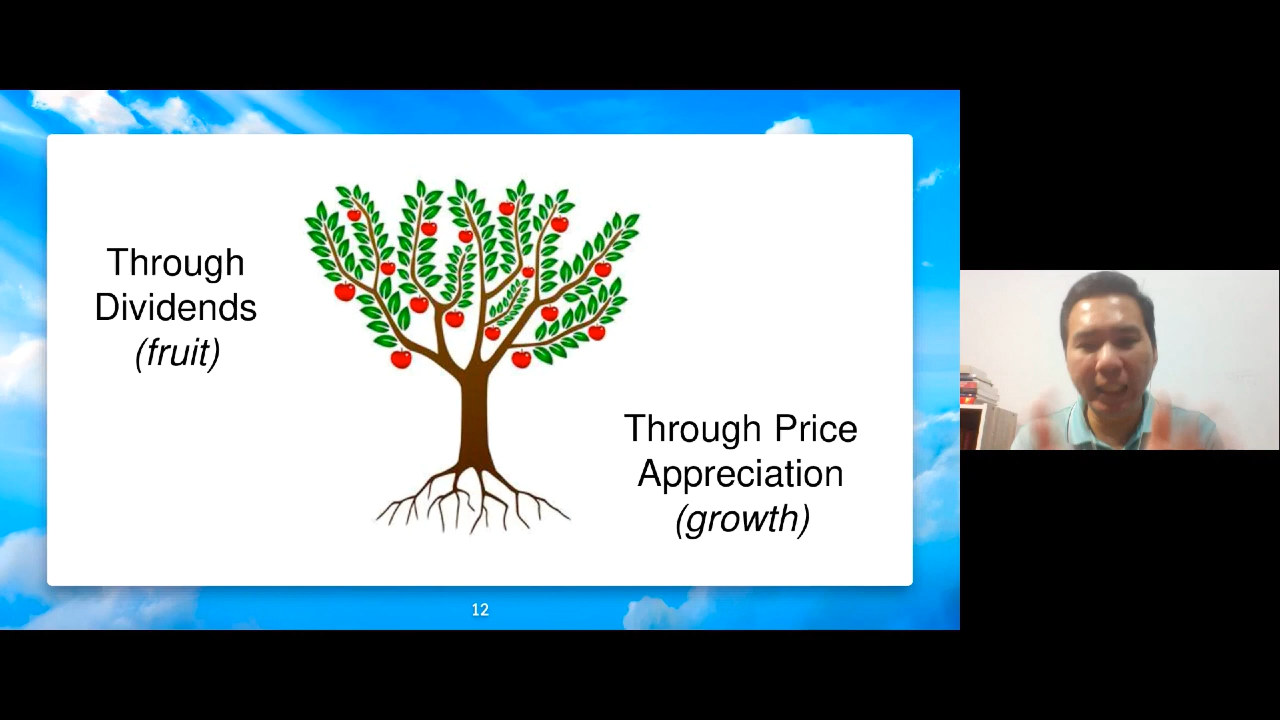 Through
Dividends
(fruit)
Through Price
Appreciation
(growth)
12